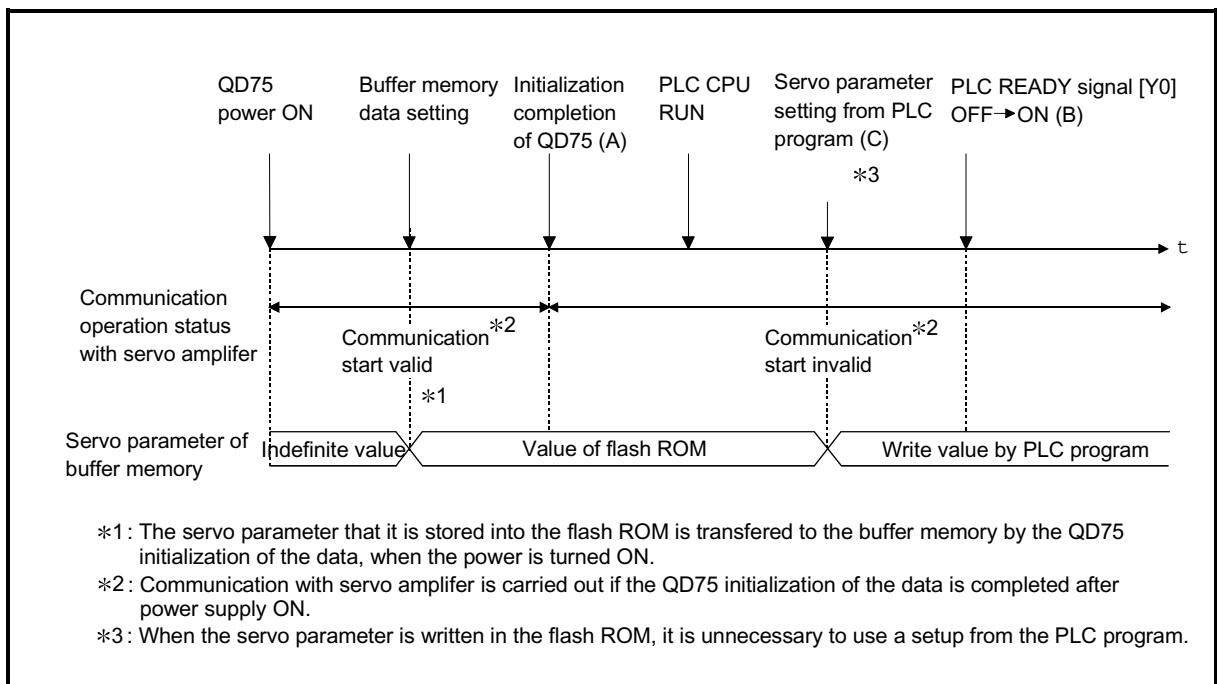 QD75
power ON
Buffer memory
data setting
Initialization
completion
of QD75 (A)
PLC CPU
RUN
Servo parameter
setting from PLC
program (C)
∗3
PLC READY signal [Y0]
OFF→ON (B)
t
Communication
operation status
with servo amplifer
Communication∗2
start valid
∗1
Communication∗2
start invalid
Servo parameter of
buffer memory
Indefinite value
Value of flash ROM
Write value by PLC program
∗1 : The servo parameter that it is stored into the flash ROM is transfered to the buffer memory by the QD75
initialization of the data, when the power is turned ON.
∗2 : Communication with servo amplifer is carried out if the QD75 initialization of the data is completed after
power supply ON.
∗3 : When the servo parameter is written in the flash ROM, it is unnecessary to use a setup from the PLC program.